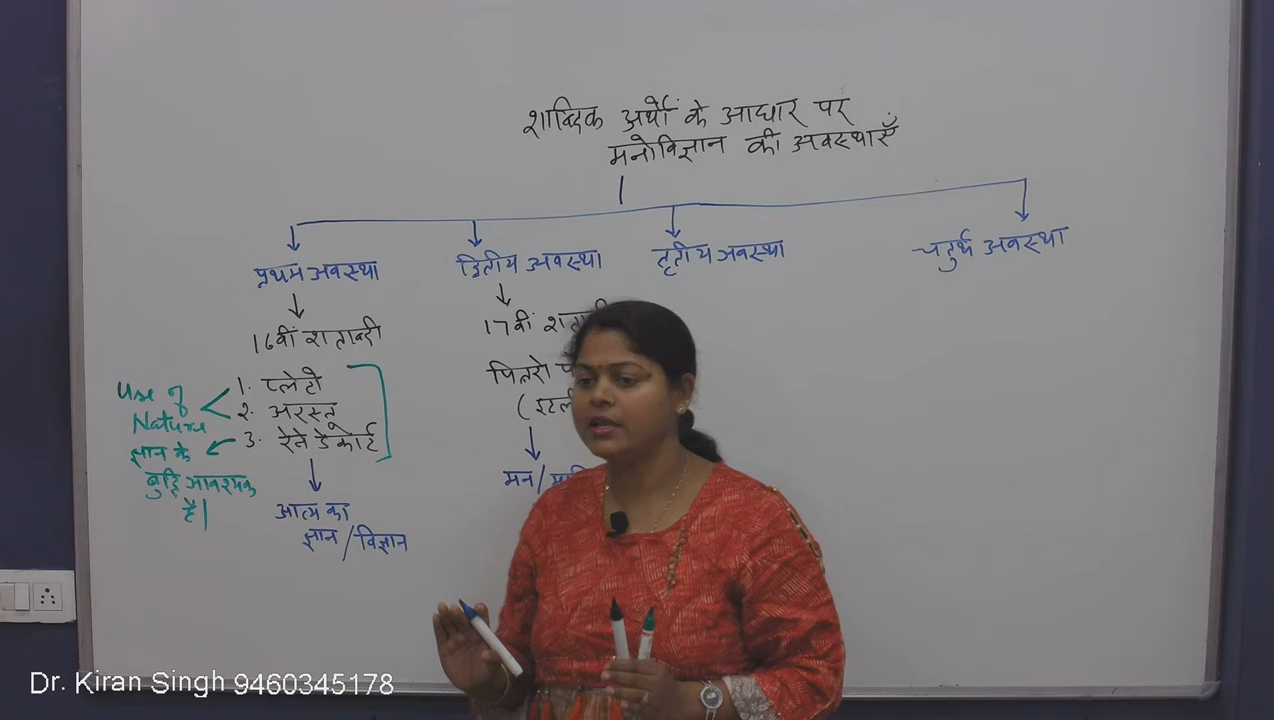 शाब्दिक अर्थों के आधार पर
मनोविज्ञान की अवस्थाएँ
प्रथम अवस्था
द्वितीय अवस्था
तृतीय अवस्था
चतुर्थ अवस्था
16वीं शताब्दी
1. प्लेटो
2. अरस्तू
3. रेने डेकार्ट
Use of
Nature
ज्ञान के
बुद्धि आवश्यक
है।
आत्म का
ज्ञान / विज्ञान
17वीं
(
मन /
Dr. Kiran Singh 9460345178